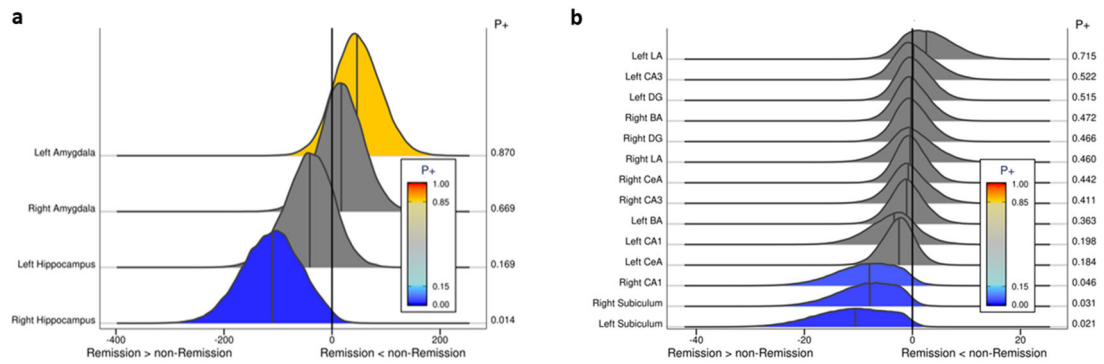 a
P+
Left Amygdala 0.870
Right Amygdala 0.669
Left Hippocampus 0.169
Right Hippocampus 0.014
P+
1.00
0.85
0.15
0.00
-400 -200 0 200
Remission > non-Remission Remission < non-Remission
b
P+
Left LA 0.715
Left CA3 0.522
Left DG 0.515
Right BA 0.472
Right DG 0.466
Right LA 0.460
Right CeA 0.442
Right CA3 0.411
Left BA 0.363
Left CA1 0.198
Left CeA 0.184
Right CA1 0.046
Right Subiculum 0.031
Left Subiculum 0.021
P+
1.00
0.85
0.15
0.00
-40 -20 0 20
Remission > non-Remission Remission < non-Remission